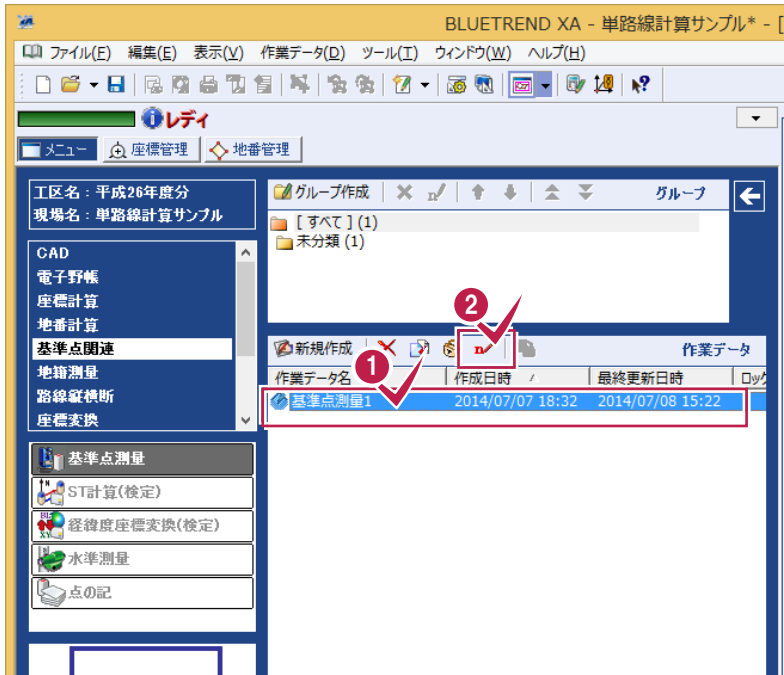 BLUETREND XA - 単路線計算サンプル* - [
ファイル(F) 編集(E) 表示(V) 作業データ(D) ツール(T) ウィンドウ(W) ヘルプ(H)
レディ
メニュー 座標管理 地番管理
工区名：平成26年度分
現場名：単路線計算サンプル
グループ作成 グループ
[ すべて ] (1)
未分類 (1)
CAD
電子野帳
座標計算
地番計算
基準点関連
地籍測量
路線縦横断
座標変換
2
新規作成 作業データ
1
作業データ名 作成日時 最終更新日時 ロック
基準点測量1 2014/07/07 18:32 2014/07/08 15:22
基準点測量
ST計算(検定)
経緯度座標変換(検定)
水準測量
点の記